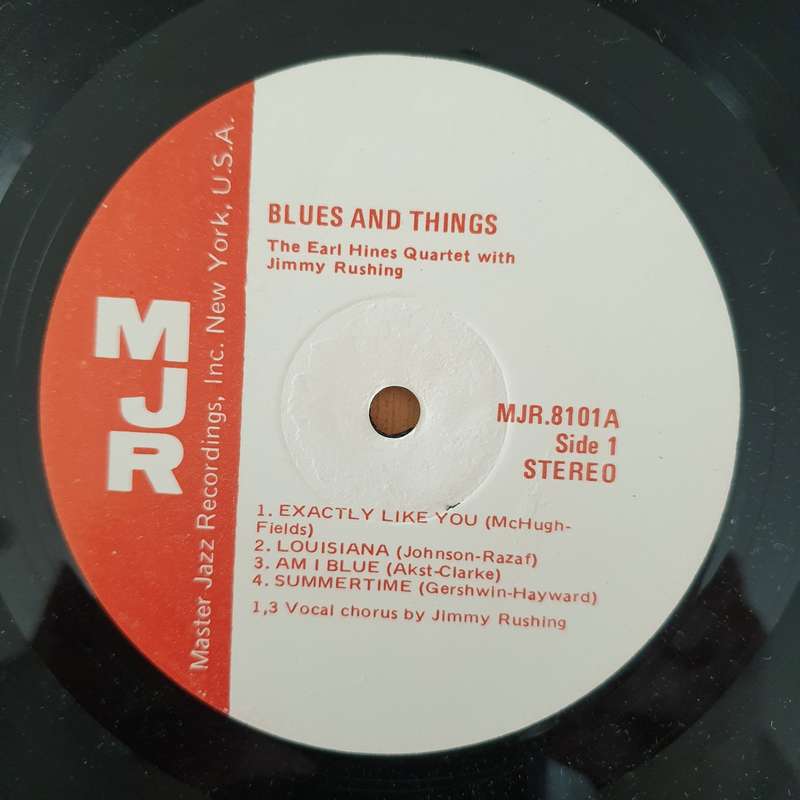 Master Jazz Recordings, Inc. New York, U.S.A.
MJR
BLUES AND THINGS
The Earl Hines Quartet with
Jimmy Rushing
MJR.8101A
Side 1
STEREO
1. EXACTLY LIKE YOU (McHugh-
Fields)
2. LOUISIANA (Johnson-Razaf)
3. AM I BLUE (Akst-Clarke)
4. SUMMERTIME (Gershwin-Hayward)
1,3 Vocal chorus by Jimmy Rushing